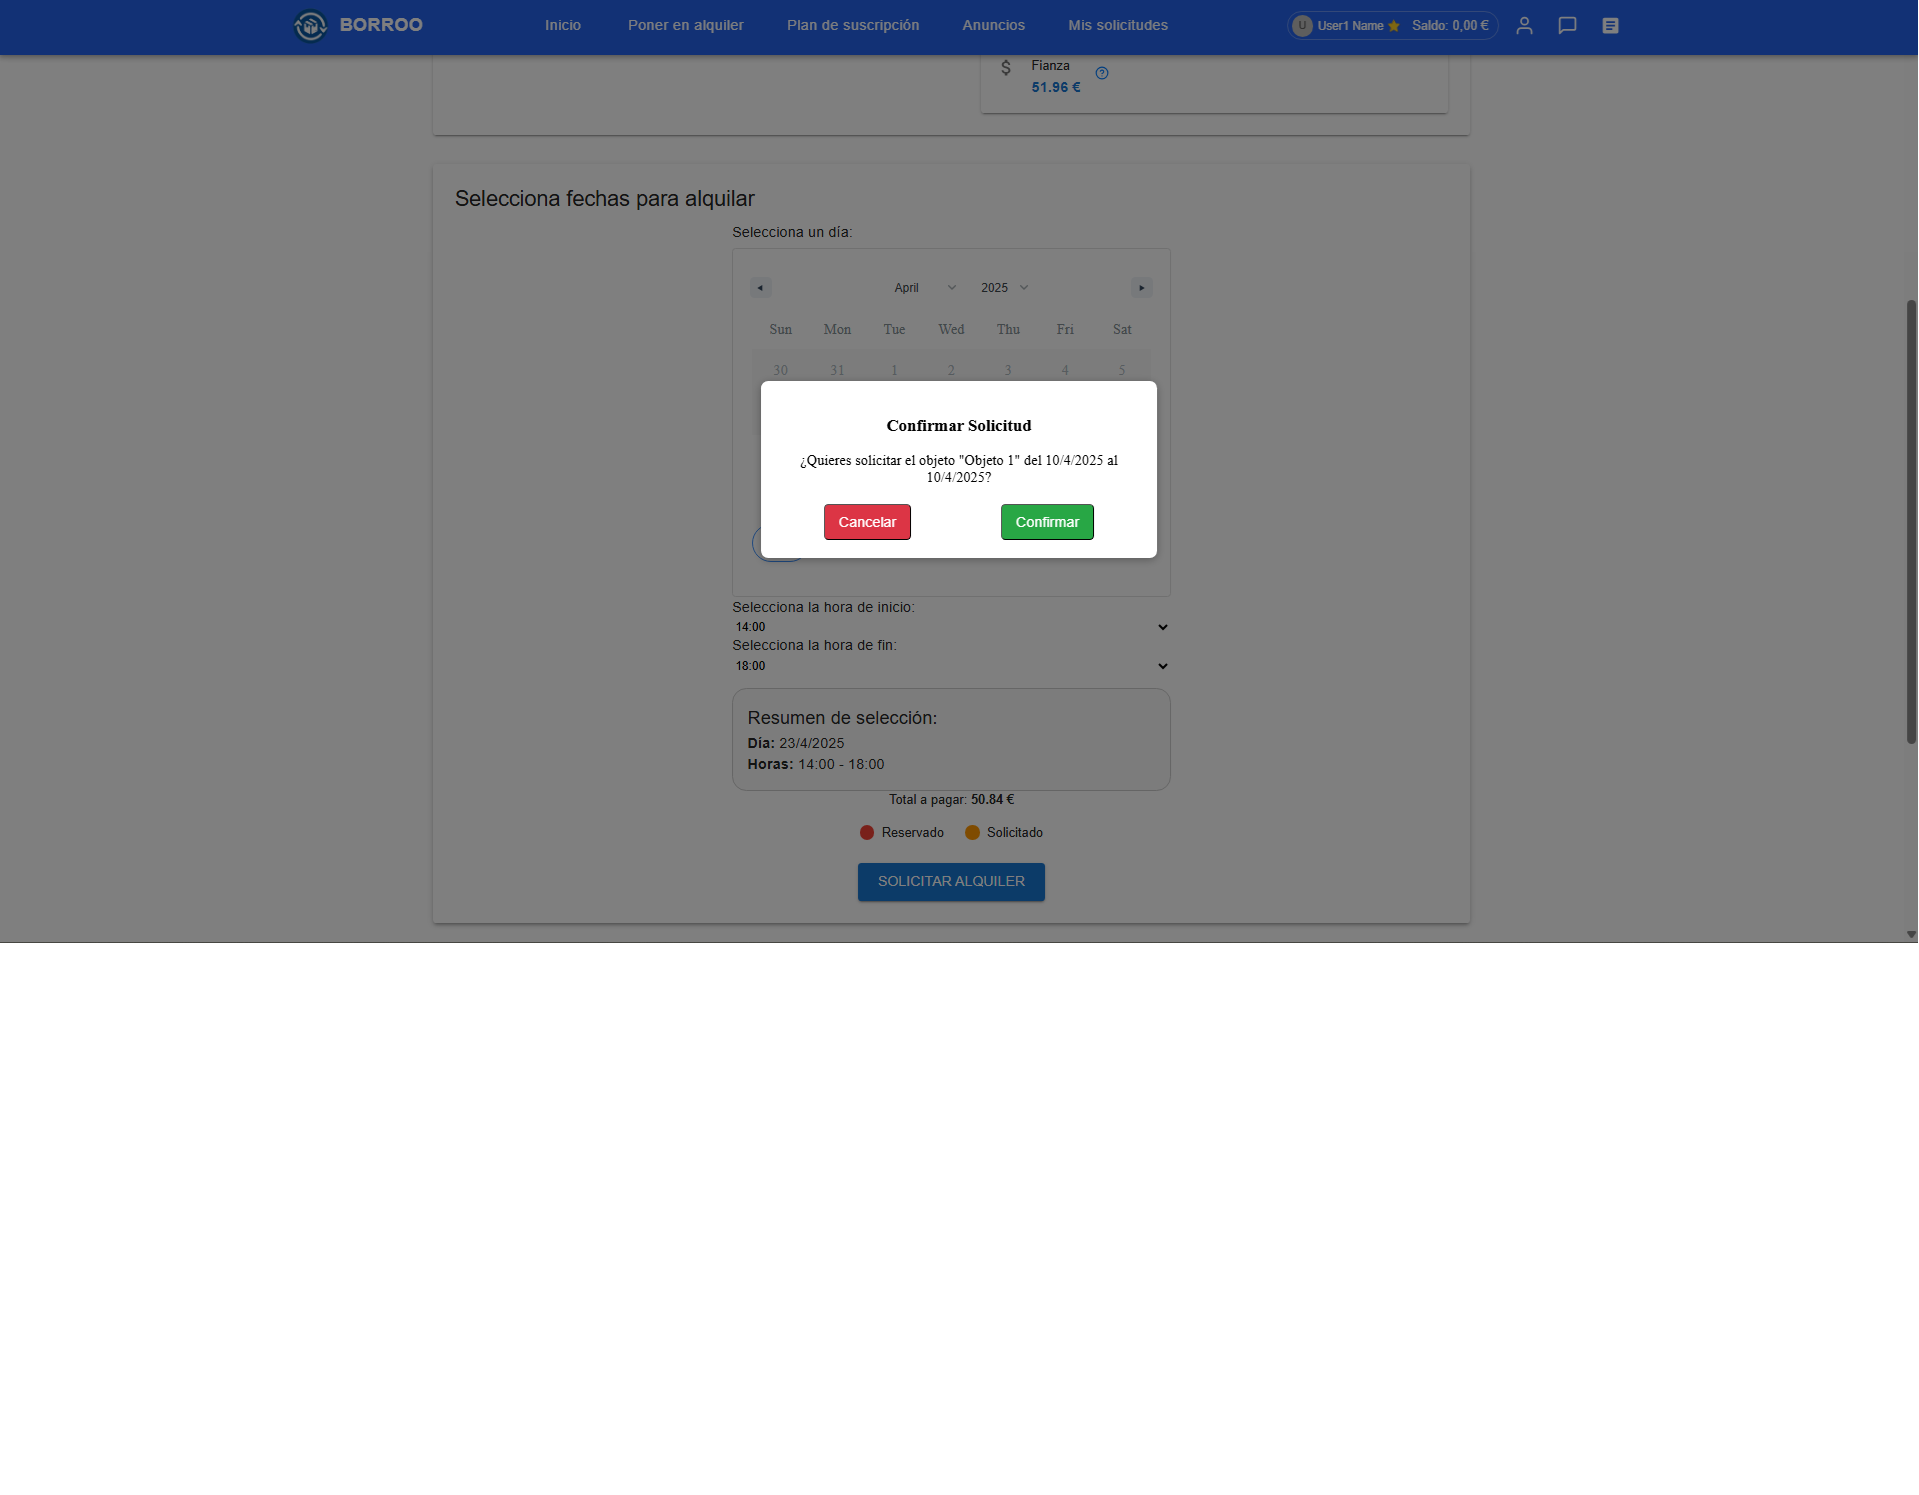 BORROO
Inicio
Poner en alquiler
Plan de suscripción
Anuncios
Mis solicitudes
U
User1 Name
Saldo: 0,00 €
Fianza
51.96 €
Selecciona fechas para alquilar
Selecciona un día:
April 2025
Sun Mon Tue Wed Thu Fri Sat
30 31 1 2 3 4 5
Confirmar Solicitud
¿Quieres solicitar el objeto "Objeto 1" del 10/4/2025 al
10/4/2025?
Cancelar
Confirmar
Selecciona la hora de inicio:
14:00
Selecciona la hora de fin:
18:00
Resumen de selección:
Día: 23/4/2025
Horas: 14:00 - 18:00
Total a pagar: 50.84 €
Reservado
Solicitado
SOLICITAR ALQUILER